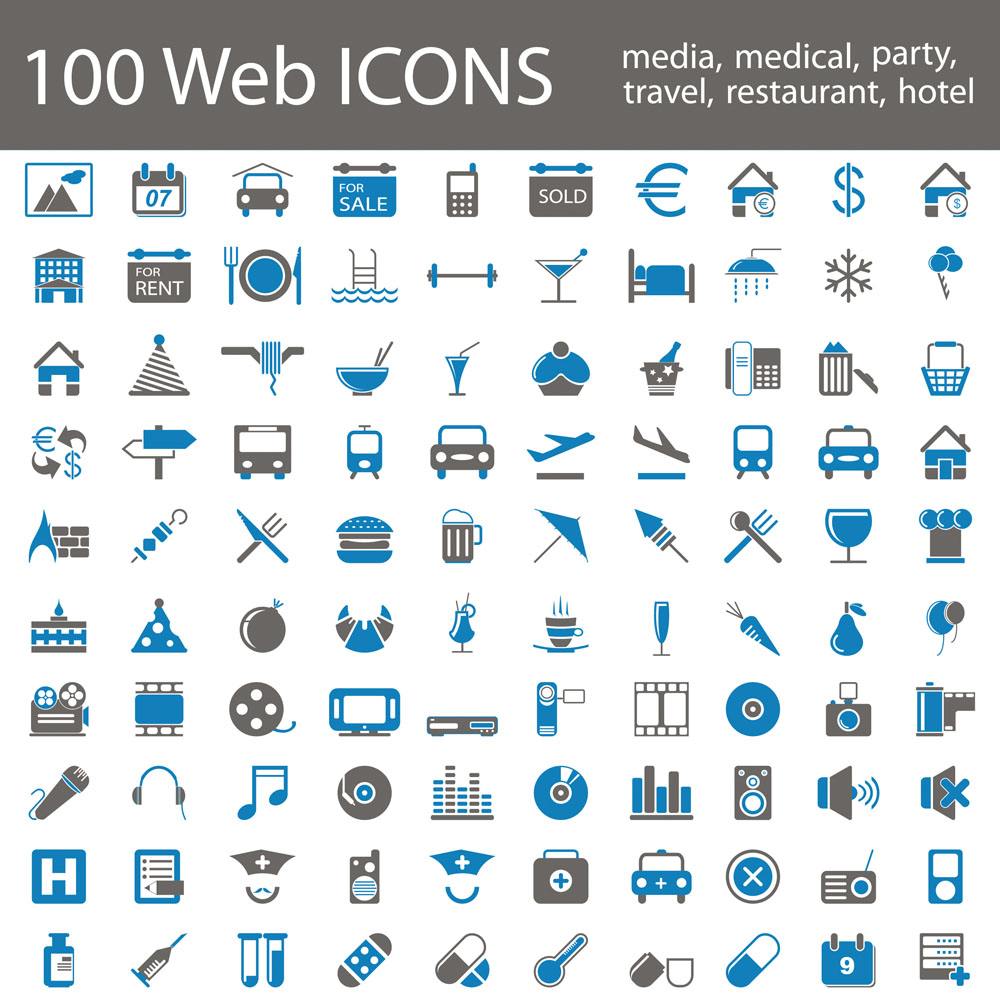 100 Web ICONS
media, medical, party,
travel, restaurant, hotel
07
FOR
SALE
SOLD
€
€
$
$
FOR
RENT
€
$
H
9